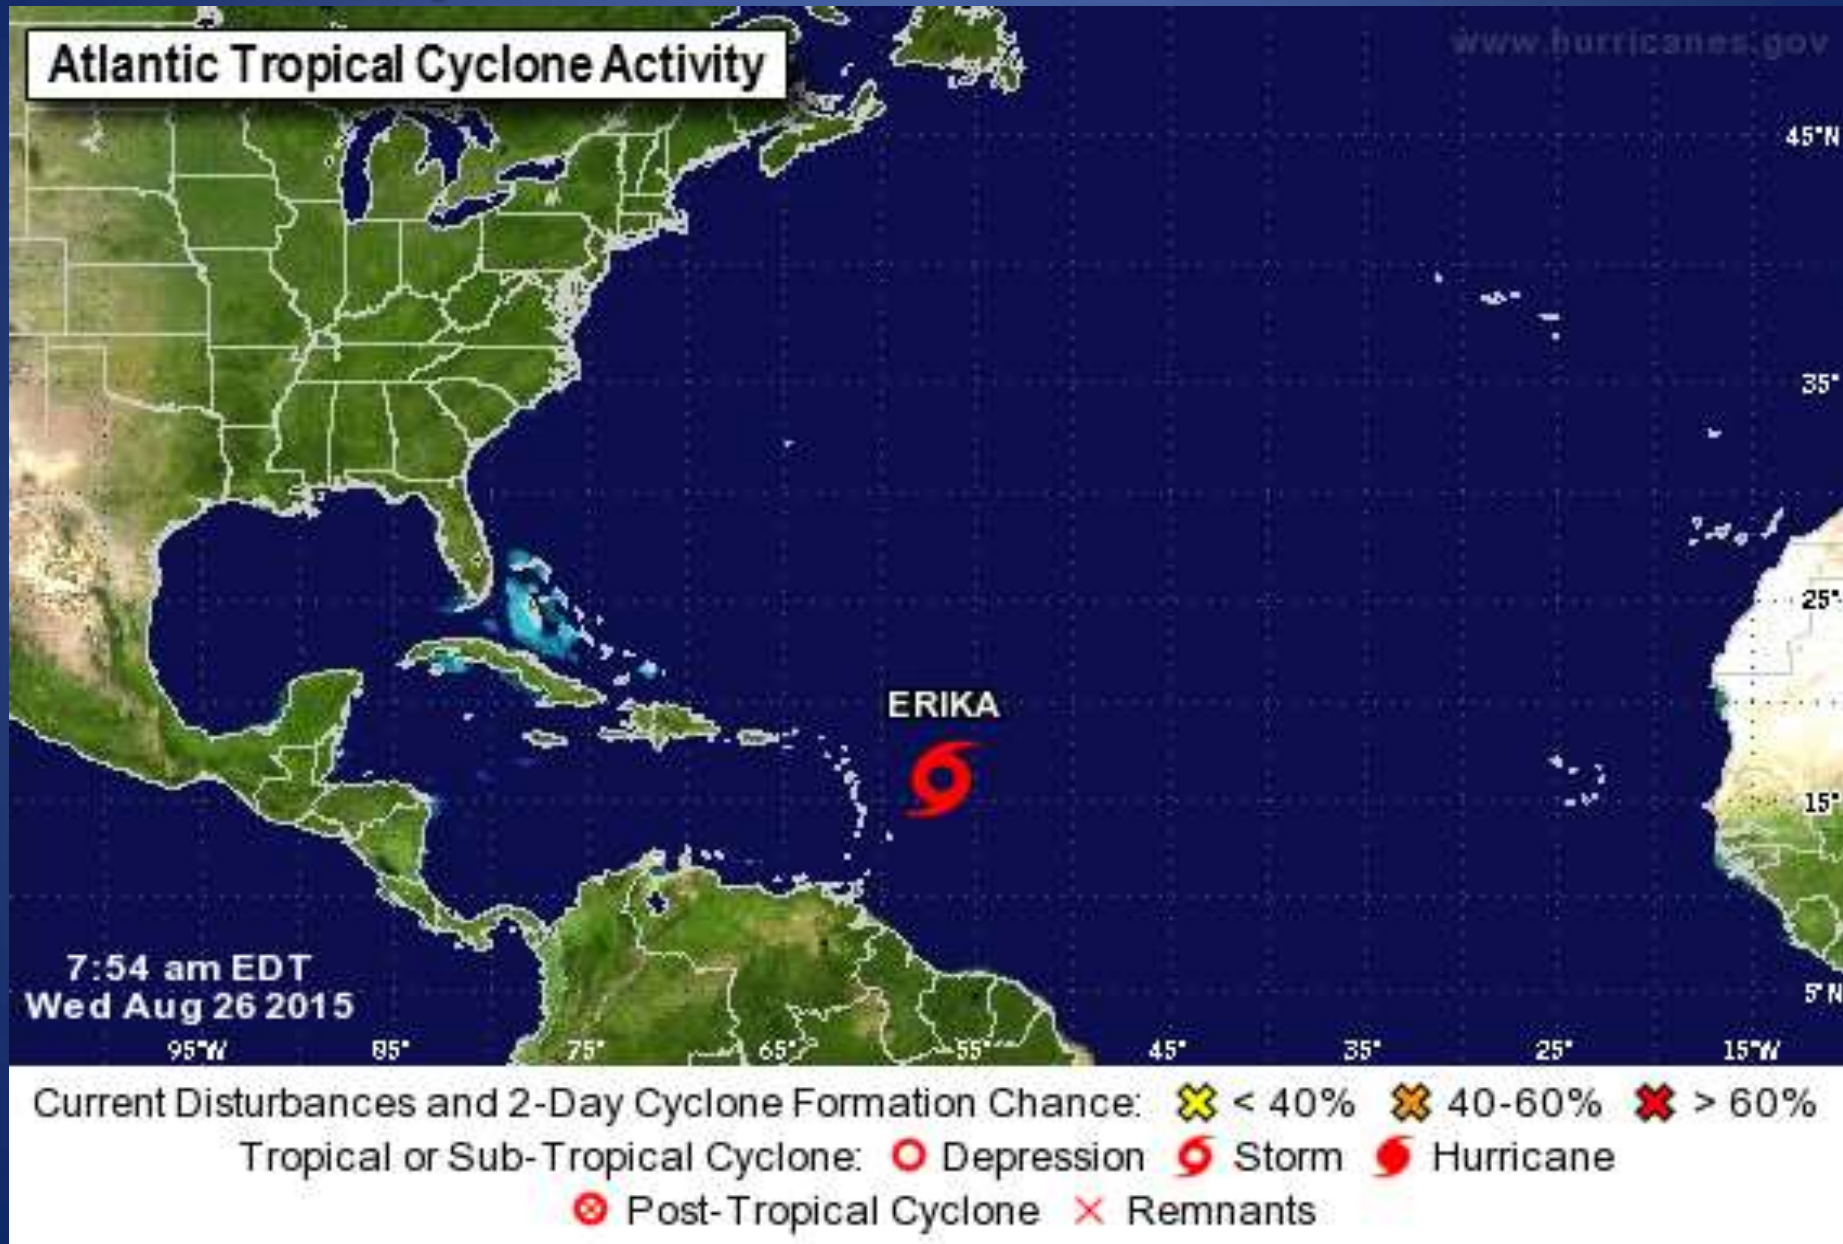 Atlantic Tropical Cyclone Activity
www.hurricanes.gov
45°N
35°
25°
15°
5°N
ERIKA
7:54 am EDT
Wed Aug 26 2015
95°W 85° 75° 65° 55° 45° 35° 25° 15°W
Current Disturbances and 2-Day Cyclone Formation Chance: < 40% 40-60% > 60%
Tropical or Sub-Tropical Cyclone: Depression Storm Hurricane
Post-Tropical Cyclone Remnants